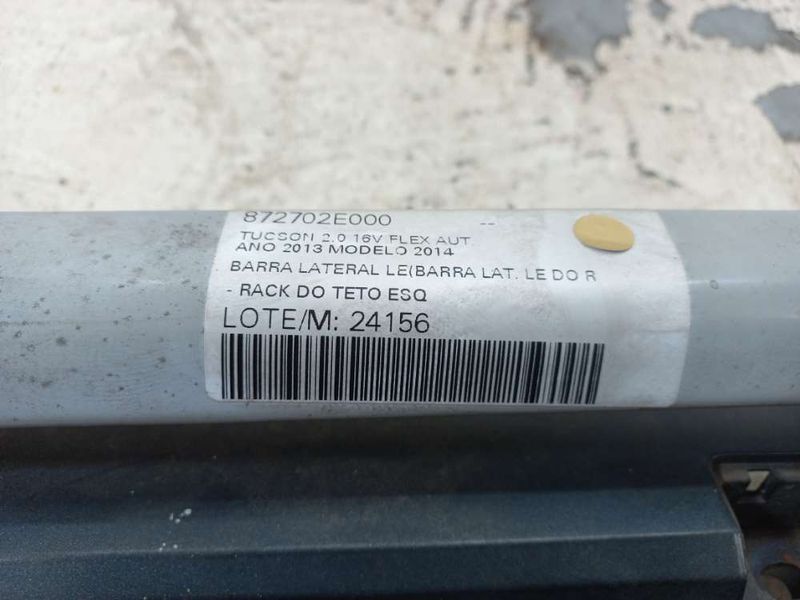 872702E000 --
TUCSON 2.0 16V FLEX AUT.
ANO 2013 MODELO 2014
BARRA LATERAL LE(BARRA LAT. LE DO R
- RACK DO TETO ESQ
LOTE/M: 24156